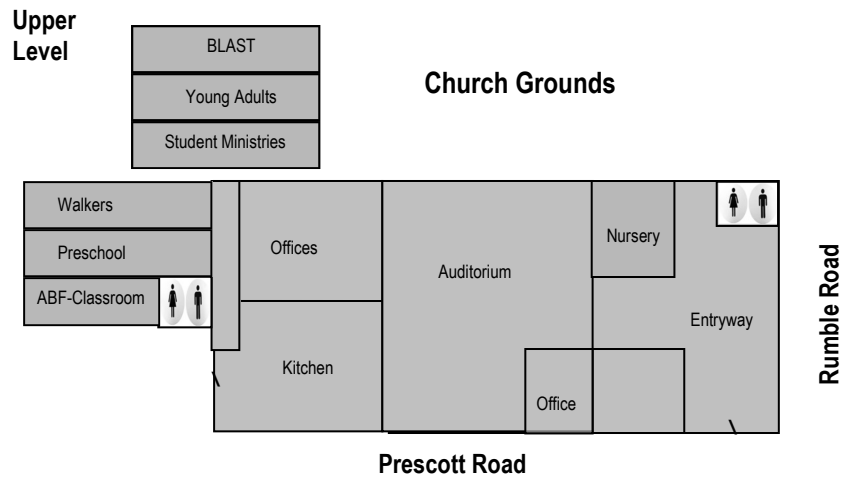 Upper
Level
BLAST
Young Adults
Student Ministries
Church Grounds
Walkers
Preschool
ABF-Classroom
Offices
Kitchen
Auditorium
Nursery
Entryway
Office
Rumble Road
Prescott Road